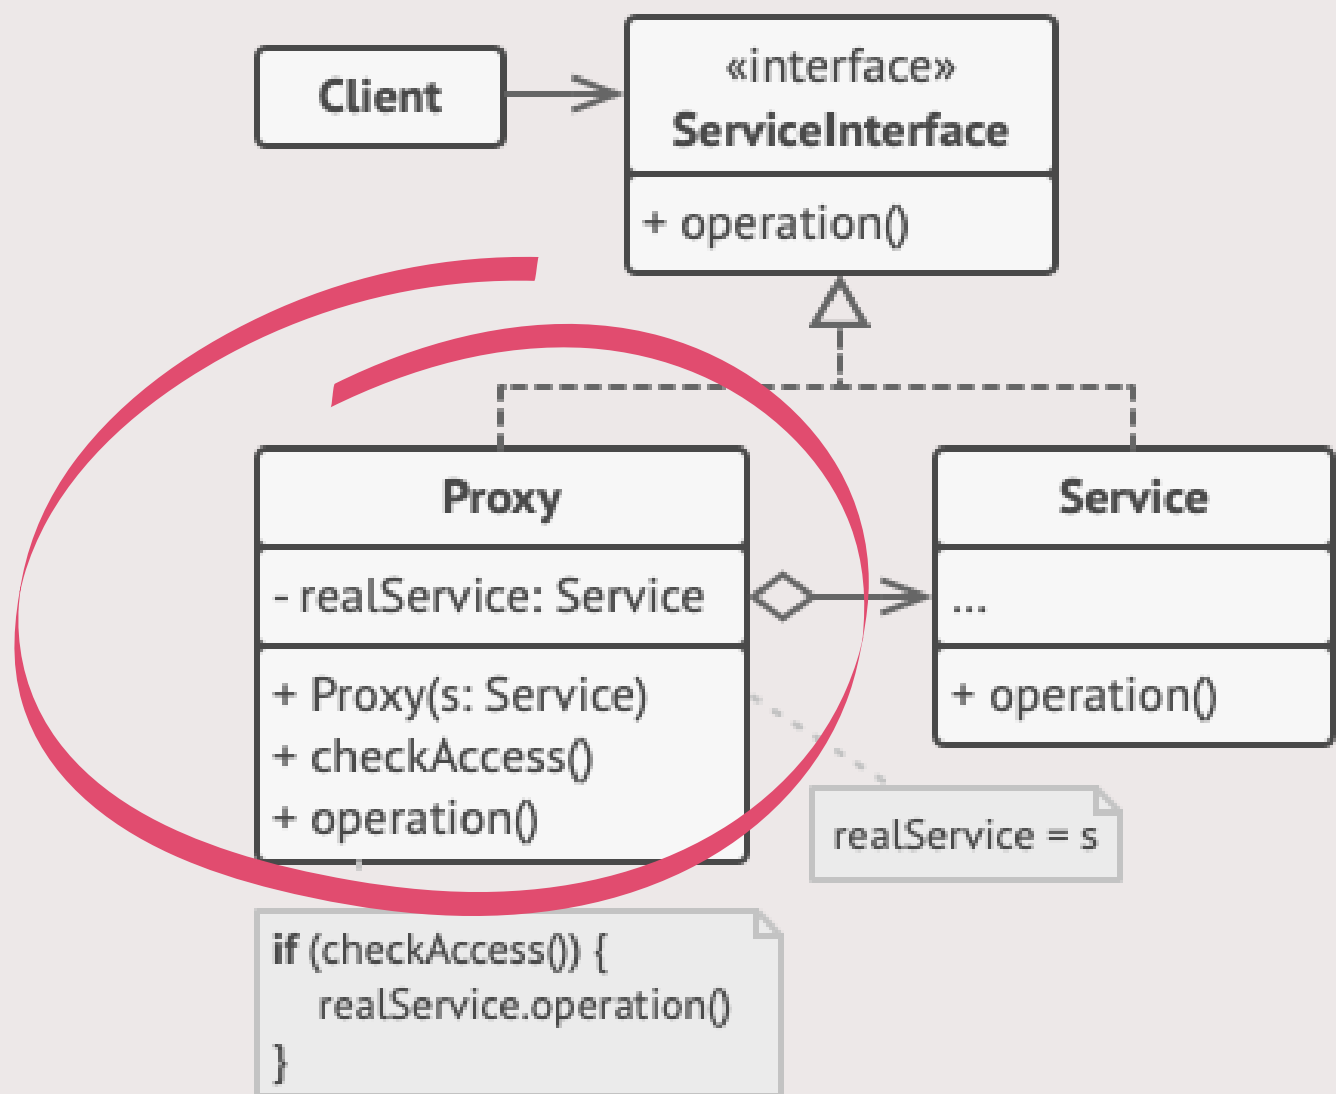 Client
«interface»
ServiceInterface
+ operation()
Proxy
- realService: Service
+ Proxy(s: Service)
+ checkAccess()
+ operation()
Service
...
+ operation()
realService = s
if (checkAccess()) {
realService.operation()
}